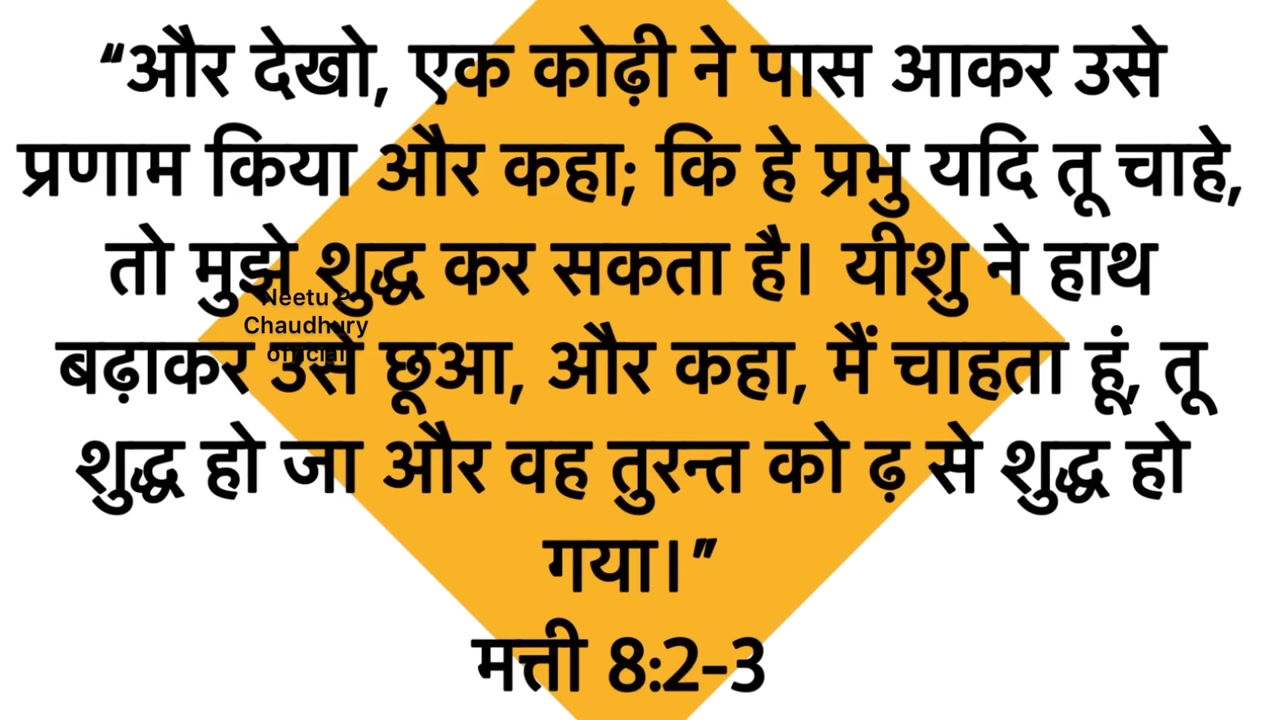 “और देखो, एक कोढ़ी ने पास आकर उसे
प्रणाम किया और कहा; कि हे प्रभु यदि तू चाहे,
तो मुझे शुद्ध कर सकता है। यीशु ने हाथ
बढ़ाकर उसे छूआ, और कहा, मैं चाहता हूं, तू
शुद्ध हो जा और वह तुरन्त को ढ़ से शुद्ध हो
गया।”
मत्ती 8:2-3
Neetu
Chaudhury
official